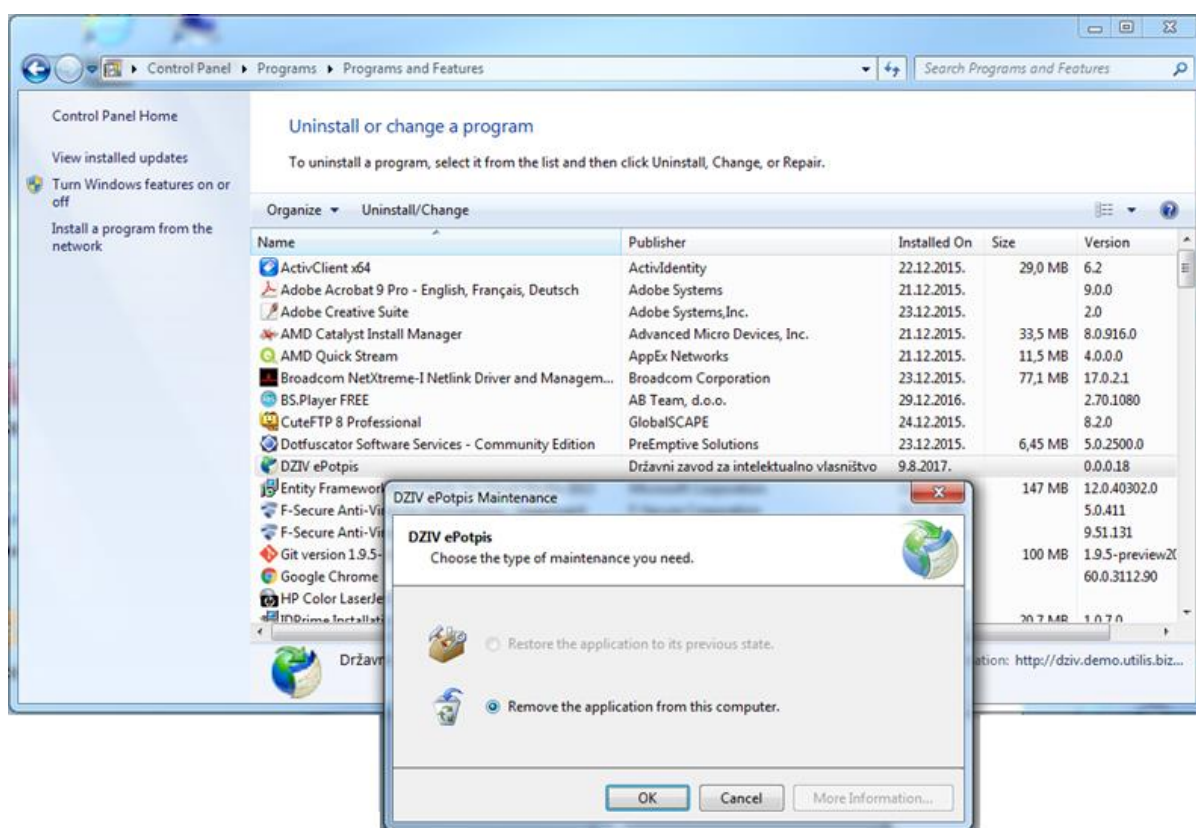 Control Panel ▸ Programs ▸ Programs and Features
Search Programs and Features
Control Panel Home
View installed updates
Turn Windows features on or
off
Install a program from the
network
Uninstall or change a program
To uninstall a program, select it from the list and then click Uninstall, Change, or Repair.
Organize Uninstall/Change
Name Publisher Installed On Size Version
ActivClient x64 ActivIdentity 22.12.2015. 29,0 MB 6.2
Adobe Acrobat 9 Pro - English, Français, Deutsch Adobe Systems 21.12.2015. 9.0.0
Adobe Creative Suite Adobe Systems,Inc. 23.12.2015. 2.0
AMD Catalyst Install Manager Advanced Micro Devices, Inc. 21.12.2015. 33,5 MB 8.0.916.0
AMD Quick Stream AppEx Networks 21.12.2015. 11,5 MB 4.0.0.0
Broadcom NetXtreme-I Netlink Driver and Managem... Broadcom Corporation 23.12.2015. 77,1 MB 17.0.2.1
BS.Player FREE AB Team, d.o.o. 29.12.2016. 2.70.1080
CuteFTP 8 Professional GlobalSCAPE 24.12.2015. 8.2.0
Dotfuscator Software Services - Community Edition PreEmptive Solutions 23.12.2015. 6,45 MB 5.0.2500.0
DZIV ePotpis Državni zavod za intelektualno vlasništvo 9.8.2017. 0.0.0.18
Entity Framework 147 MB 12.0.40302.0
F-Secure Anti-Vi 5.0.411
F-Secure Anti-Vi 9.51.131
Git version 1.9.5- 100 MB 1.9.5-preview20
Google Chrome 60.0.3112.90
HP Color LaserJe
IDPrime Installati 20,7 MB 1.0.7.0
Državn ation: http://dziv.demo.utilis.biz...
DZIV ePotpis Maintenance
DZIV ePotpis
Choose the type of maintenance you need.
Restore the application to its previous state.
Remove the application from this computer.
OK Cancel More Information...